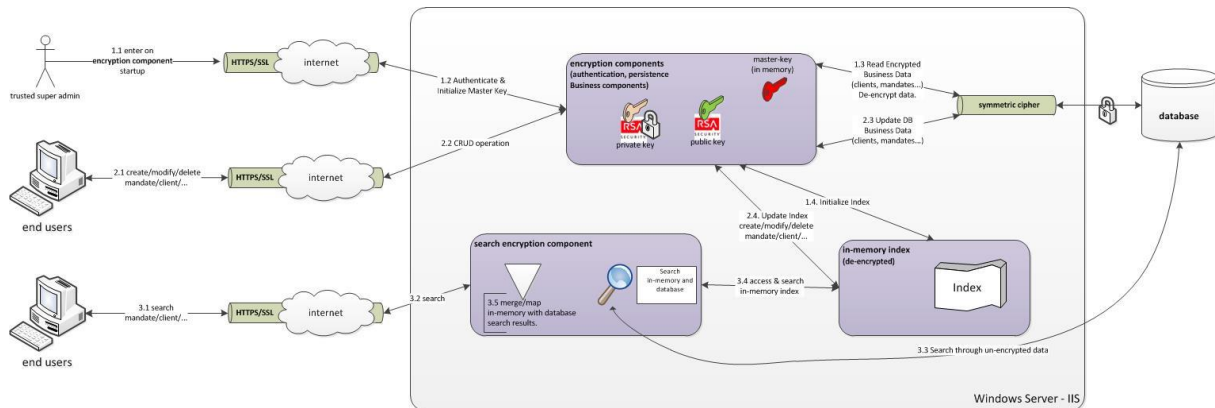 1.1 enter on
encryption component
startup
trusted super admin
HTTPS/SSL
internet
1.2 Authenticate &
Initialize Master Key
encryption components
(authentication, persistence
Business components)
master-key
(in memory)
RSA
SECURITY
private key
RSA
SECURITY
public key
1.3 Read Encrypted
Business Data
(clients, mandates...)
De-encrypt data.
symmetric cipher
database
2.3 Update DB
Business Data
(clients, mandates...)
2.2 CRUD operation
2.1 create/modify/delete
mandate/client/...
HTTPS/SSL
internet
end users
1.4. Initialize Index
2.4. Update Index
create/modify/delete
mandate/client/...
search encryption component
Search
in-memory and
database
3.5 merge/map
in-memory with database
search results.
3.4 access & search
in-memory index
in-memory index
(de-encrypted)
Index
3.1 search
mandate/client/...
HTTPS/SSL
internet
3.2 search
end users
3.3 Search through un-encrypted data
Windows Server - IIS